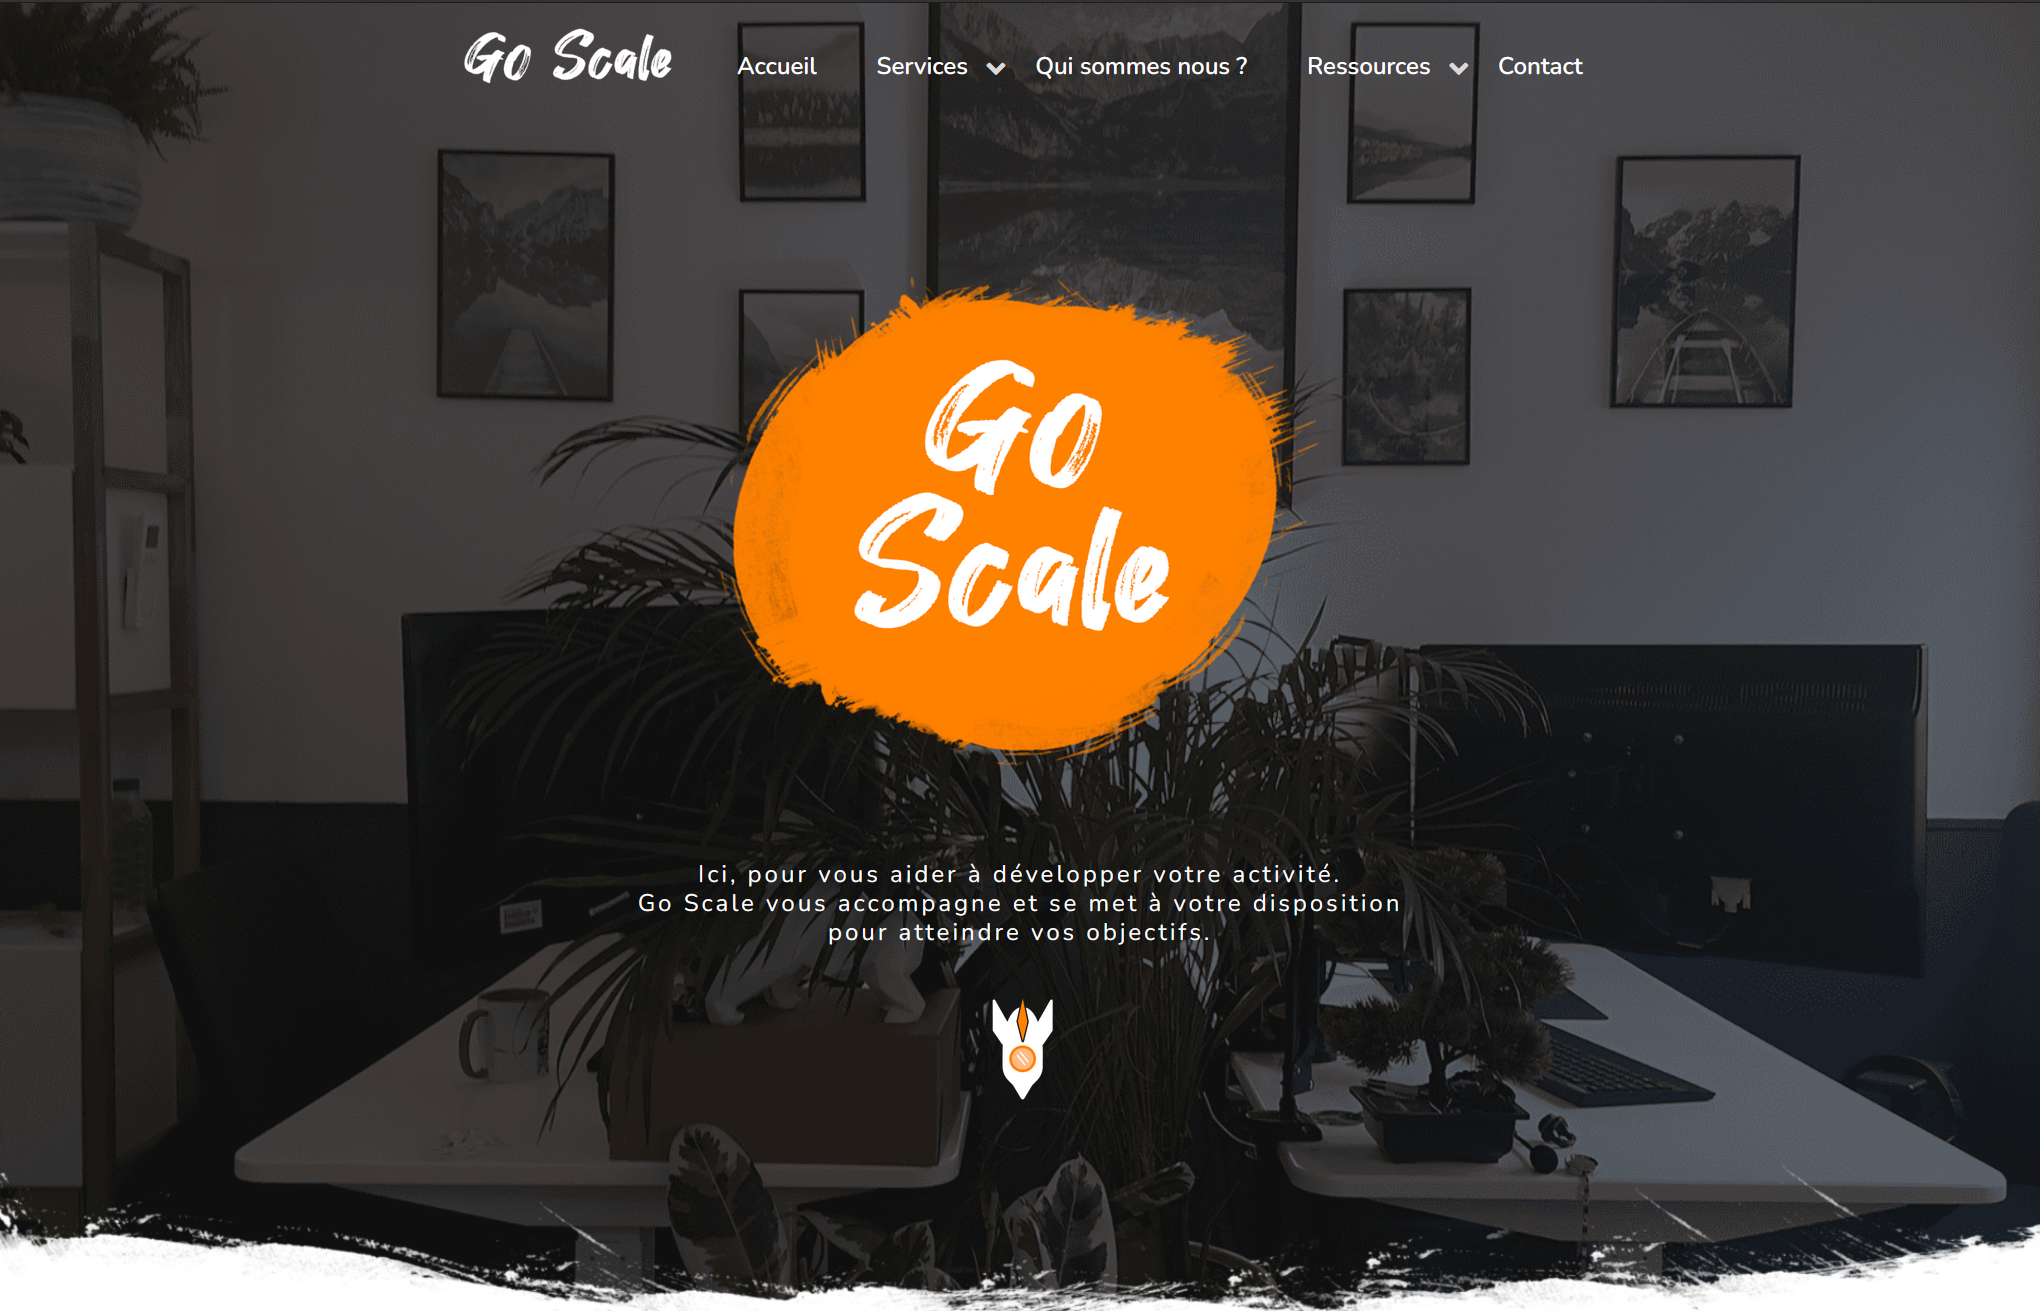 Go Scale
Accueil
Services
Qui sommes nous ?
Ressources
Contact
Go
Scale
Ici, pour vous aider à développer votre activité.
Go Scale vous accompagne et se met à votre disposition
pour atteindre vos objectifs.